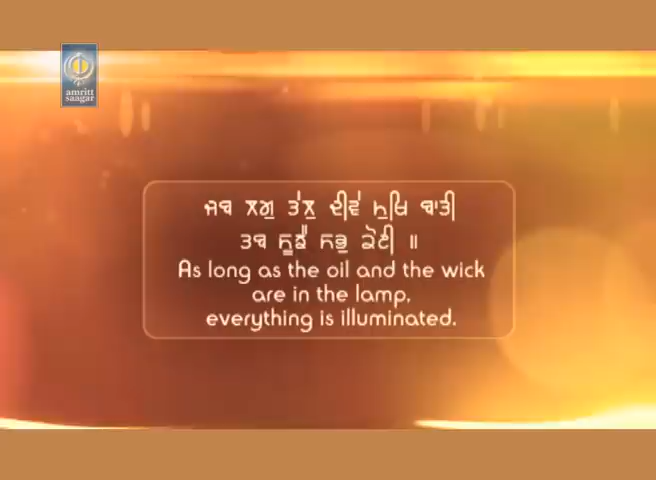 amritt
saagar
ਜਬ ਲਗੁ ਤੇਲੁ ਦੀਵੇ ਮੁਖਿ ਬਾਤੀ
ਤਬ ਸੂਝੈ ਸਭੁ ਕੋਈ ॥
As long as the oil and the wick
are in the lamp,
everything is illuminated.